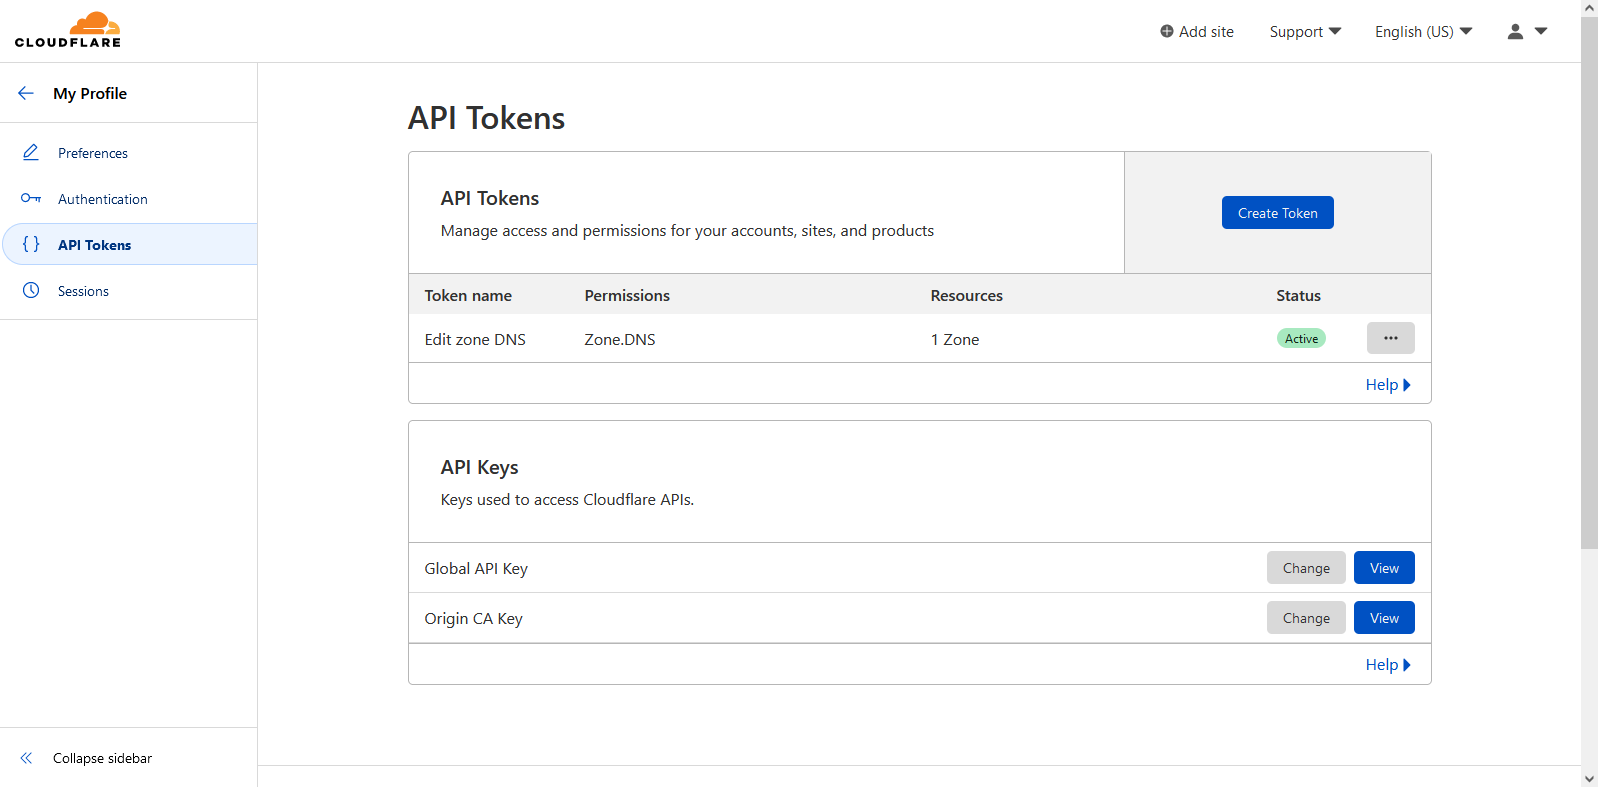 CLOUDFLARE
Add site Support English (US)
My Profile
Preferences
Authentication
API Tokens
Sessions
Collapse sidebar
API Tokens
API Tokens
Manage access and permissions for your accounts, sites, and products
Create Token
Token name Permissions Resources Status
Edit zone DNS Zone.DNS 1 Zone Active
Help
API Keys
Keys used to access Cloudflare APIs.
Global API Key Change View
Origin CA Key Change View
Help